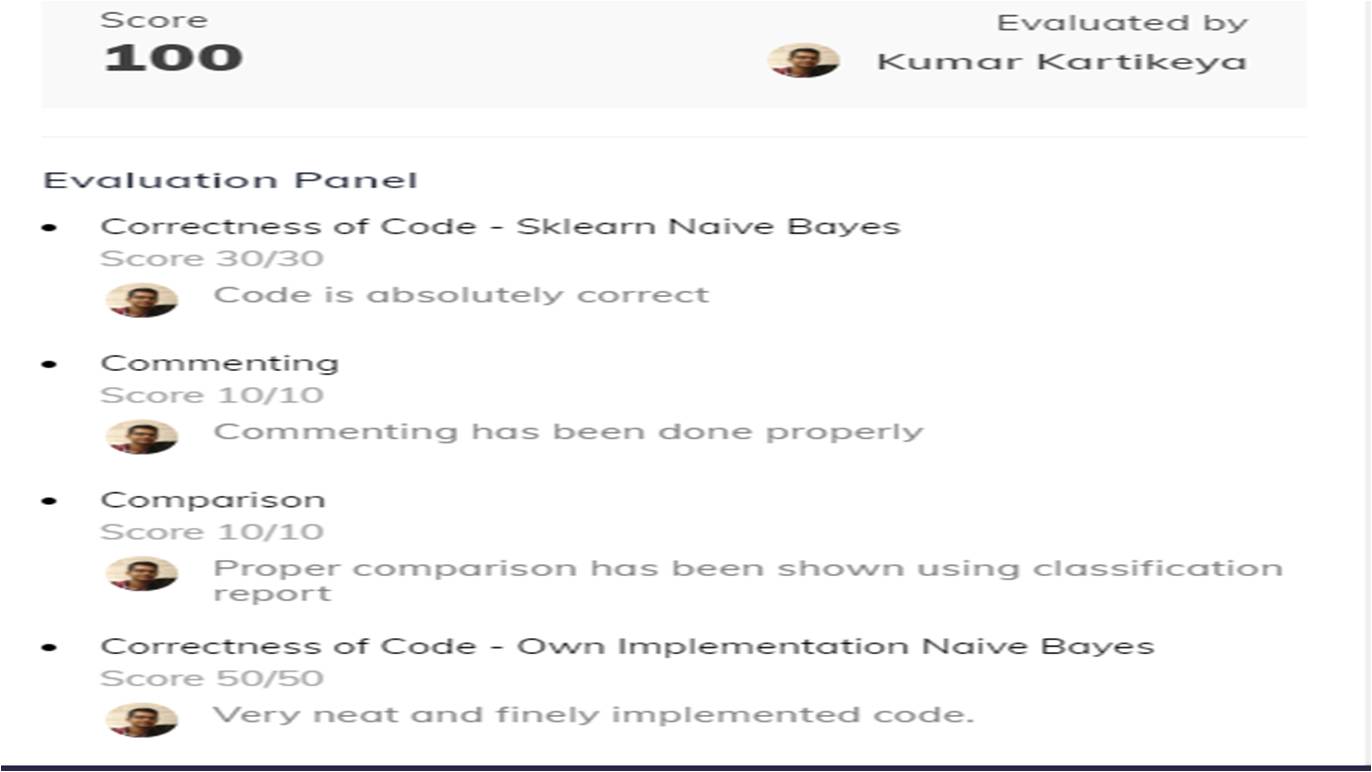 Score
100
Evaluated by
Kumar Kartikeya
Evaluation Panel
Correctness of Code - Sklearn Naive Bayes
Score 30/30
Code is absolutely correct
Commenting
Score 10/10
Commenting has been done properly
Comparison
Score 10/10
Proper comparison has been shown using classification
report
Correctness of Code - Own Implementation Naive Bayes
Score 50/50
Very neat and finely implemented code.